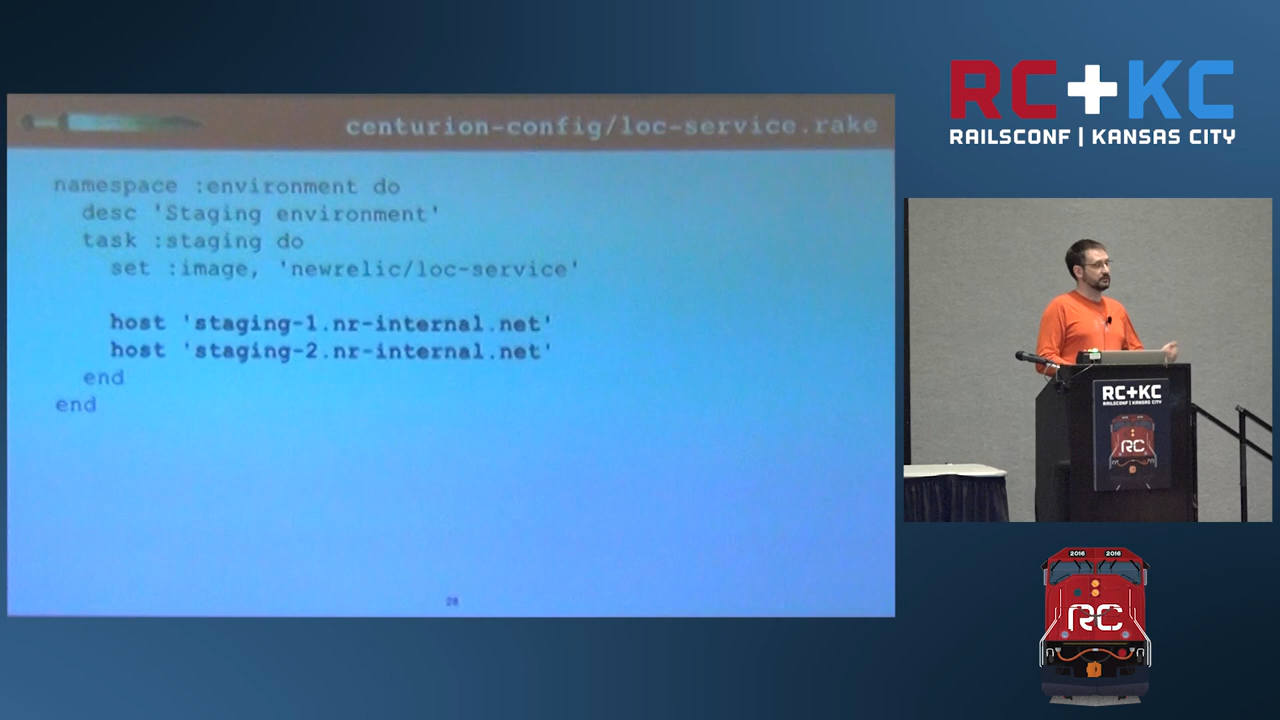 centurion-config/loc-service.rake
namespace :environment do
desc 'Staging environment'
task :staging do
set :image, 'newrelic/loc-service'
host 'staging-1.nr-internal.net'
host 'staging-2.nr-internal.net'
end
end
RC+KC
RAILSCONF | KANSAS CITY
RC+KC
RAILSCONF | KANSAS CITY
RC
2016 2016
RC